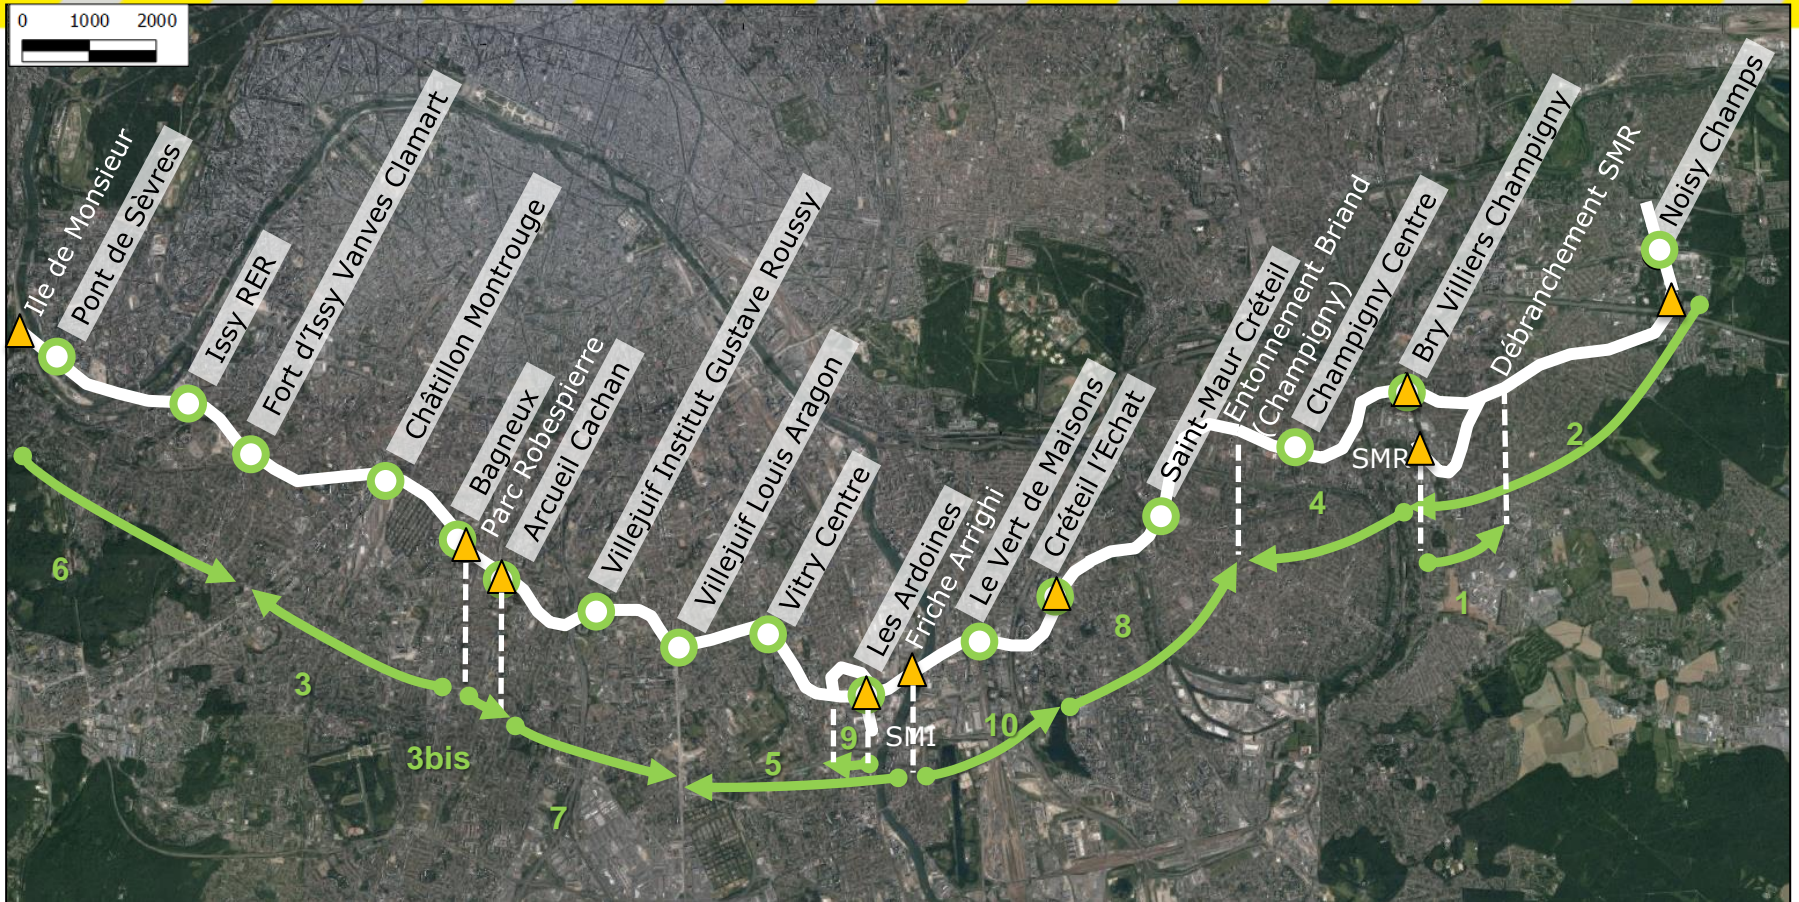 0 1000 2000
Ile de Monsieur
Pont de Sèvres
Issy RER
Fort d'Issy Vanves Clamart
Châtillon Montrouge
Bagneux
Parc Robespierre
Arcueil Cachan
Villejuif Institut Gustave Roussy
Villejuif Louis Aragon
Vitry Centre
Les Ardoines
Friche Arrighi
Le Vert de Maisons
Créteil l'Echat
Saint-Maur Créteil
Entonnement Briand
(Champigny)
Champigny Centre
Bry Villiers Champigny
Débranchement SMR
Noisy Champs
SMR
SMI
6
3
3bis
7
5
9
10
8
4
1
2